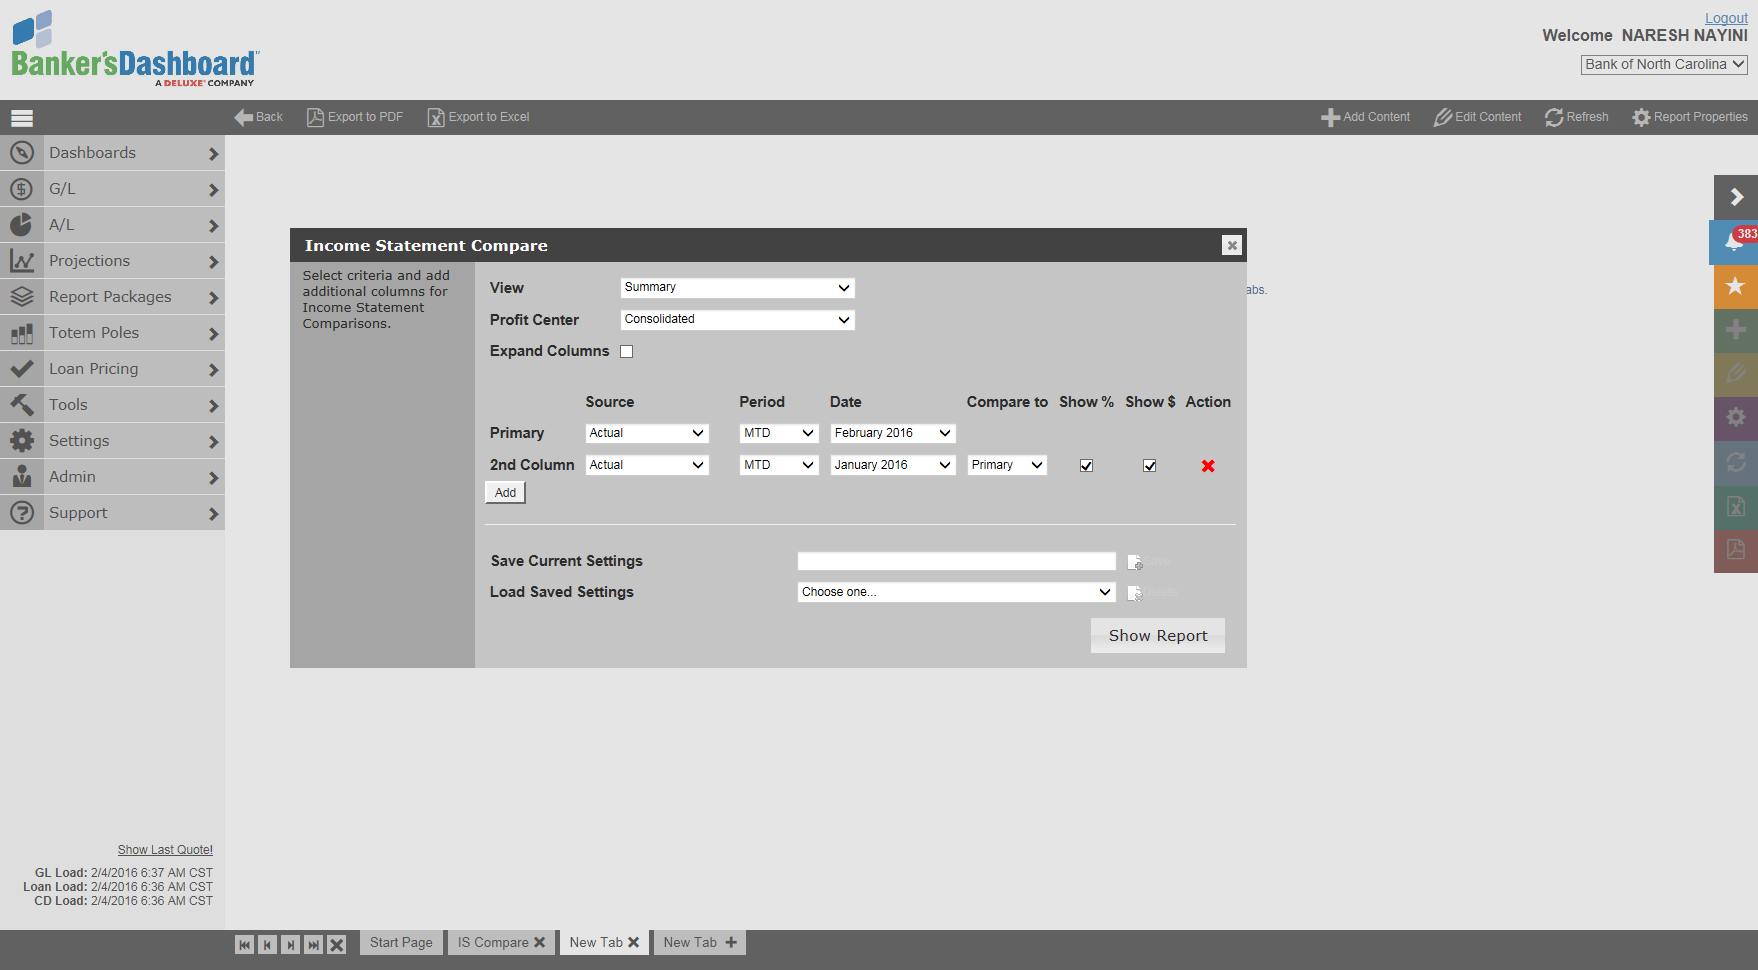 Logout
Welcome NARESH NAYINI
Bank of North Carolina
Banker'sDashboard
A DELUXE COMPANY
Back
Export to PDF
Export to Excel
Add Content
Edit Content
Refresh
Report Properties
Dashboards
G/L
A/L
Projections
Report Packages
Totem Poles
Loan Pricing
Tools
Settings
Admin
Support
383
Income Statement Compare
Select criteria and add
additional columns for
Income Statement
Comparisons.
View Summary
Profit Center Consolidated
Expand Columns
abs.
Source Period Date Compare to Show % Show $ Action
Primary Actual MTD February 2016
2nd Column Actual MTD January 2016 Primary
Add
Save Current Settings
Load Saved Settings Choose one...
Show Report
Show Last Quote!
GL Load: 2/4/2016 6:37 AM CST
Loan Load: 2/4/2016 6:36 AM CST
CD Load: 2/4/2016 6:36 AM CST
Start Page
IS Compare
New Tab
New Tab